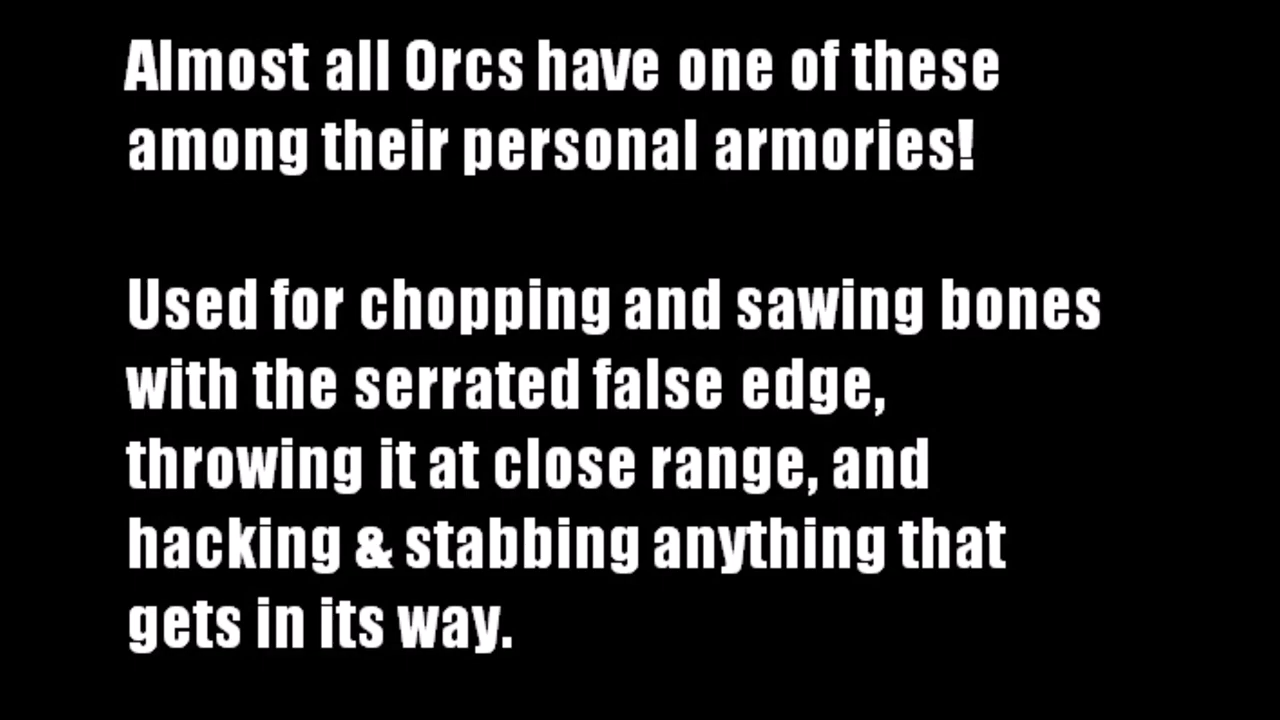 Almost all Orcs have one of these
among their personal armories!
Used for chopping and sawing bones
with the serrated false edge,
throwing it at close range, and
hacking & stabbing anything that
gets in its way.